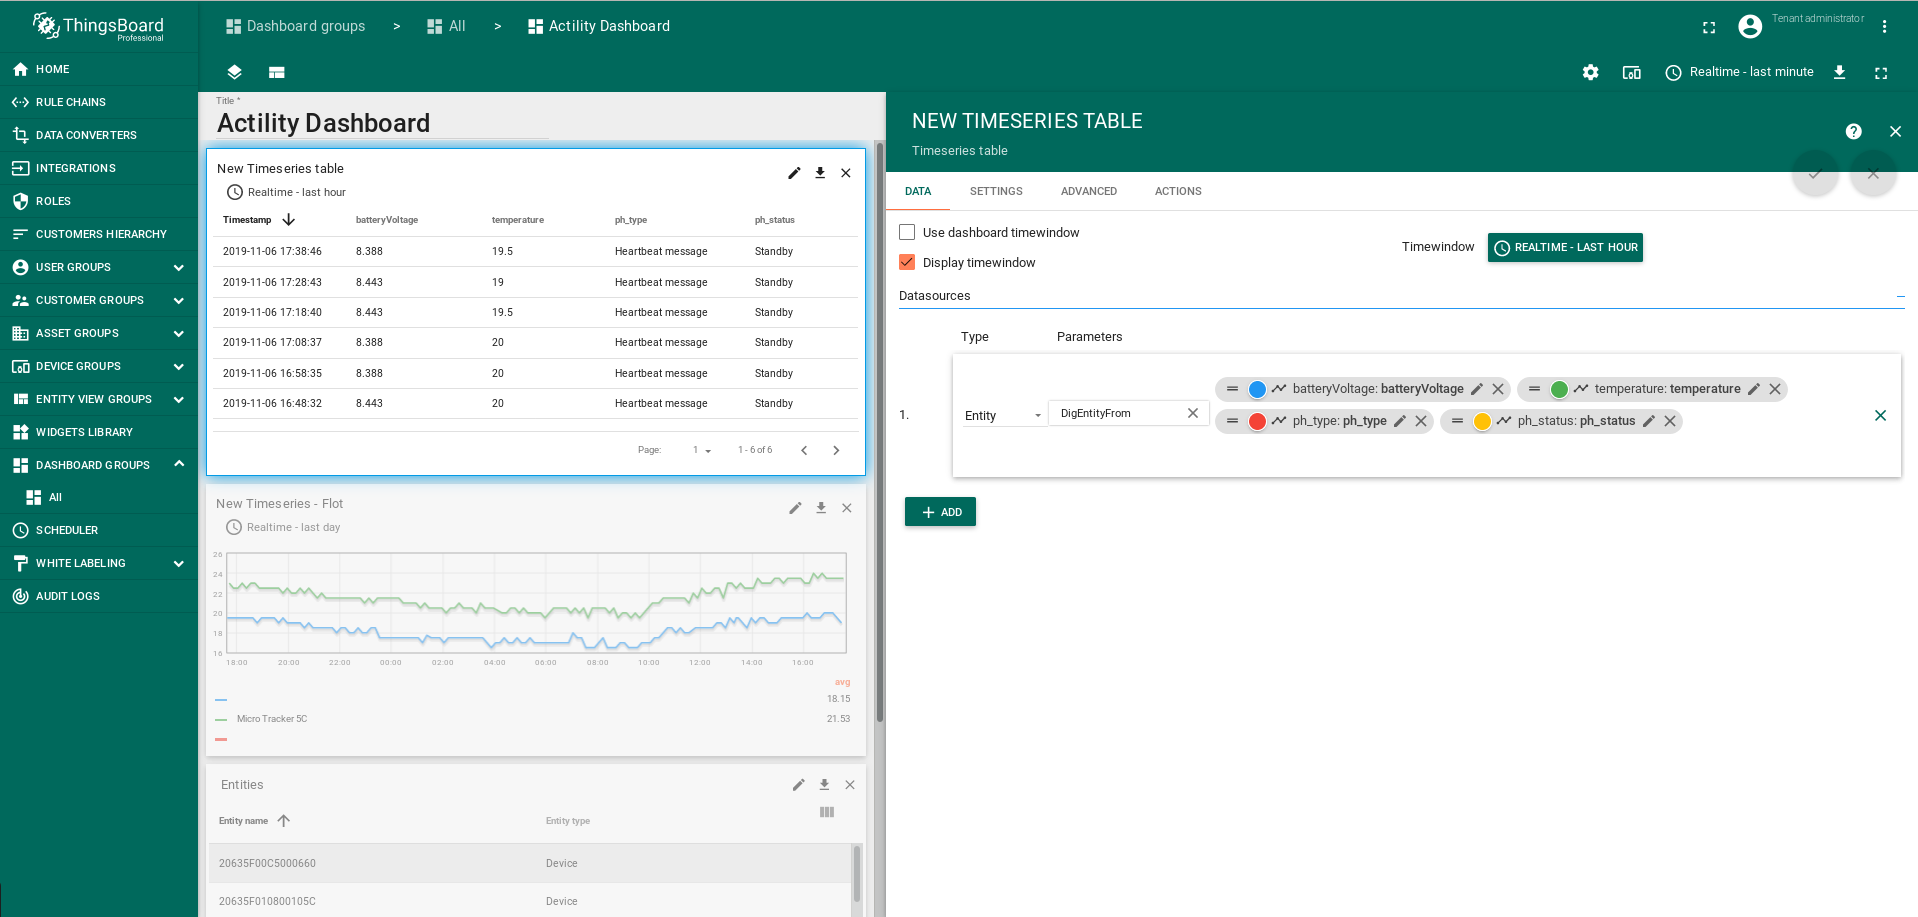 ThingsBoard
Professional
Dashboard groups > All > Actility Dashboard
Tenant administrator
Realtime - last minute
HOME
RULE CHAINS
DATA CONVERTERS
INTEGRATIONS
ROLES
CUSTOMERS HIERARCHY
USER GROUPS
CUSTOMER GROUPS
ASSET GROUPS
DEVICE GROUPS
ENTITY VIEW GROUPS
WIDGETS LIBRARY
DASHBOARD GROUPS
All
SCHEDULER
WHITE LABELING
AUDIT LOGS
Title *
Actility Dashboard
New Timeseries table
Realtime - last hour
Timestamp batteryVoltage temperature ph_type ph_status
2019-11-06 17:38:46 8.388 19.5 Heartbeat message Standby
2019-11-06 17:28:43 8.443 19 Heartbeat message Standby
2019-11-06 17:18:40 8.443 19.5 Heartbeat message Standby
2019-11-06 17:08:37 8.388 20 Heartbeat message Standby
2019-11-06 16:58:35 8.388 20 Heartbeat message Standby
2019-11-06 16:48:32 8.443 20 Heartbeat message Standby
Page: 1 1 - 6 of 6
New Timeseries - Flot
Realtime - last day
26
24
22
20
18
16
18:00 20:00 22:00 00:00 02:00 04:00 06:00 08:00 10:00 12:00 14:00 16:00
avg
18.15
Micro Tracker 5C 21.53
Entities
Entity name Entity type
20635F00C5000660 Device
20635F010800105C Device
NEW TIMESERIES TABLE
Timeseries table
DATA SETTINGS ADVANCED ACTIONS
Use dashboard timewindow
Display timewindow
Timewindow REALTIME - LAST HOUR
Datasources
Type Parameters
1. Entity DigEntityFrom
batteryVoltage: batteryVoltage temperature: temperature
ph_type: ph_type ph_status: ph_status
ADD